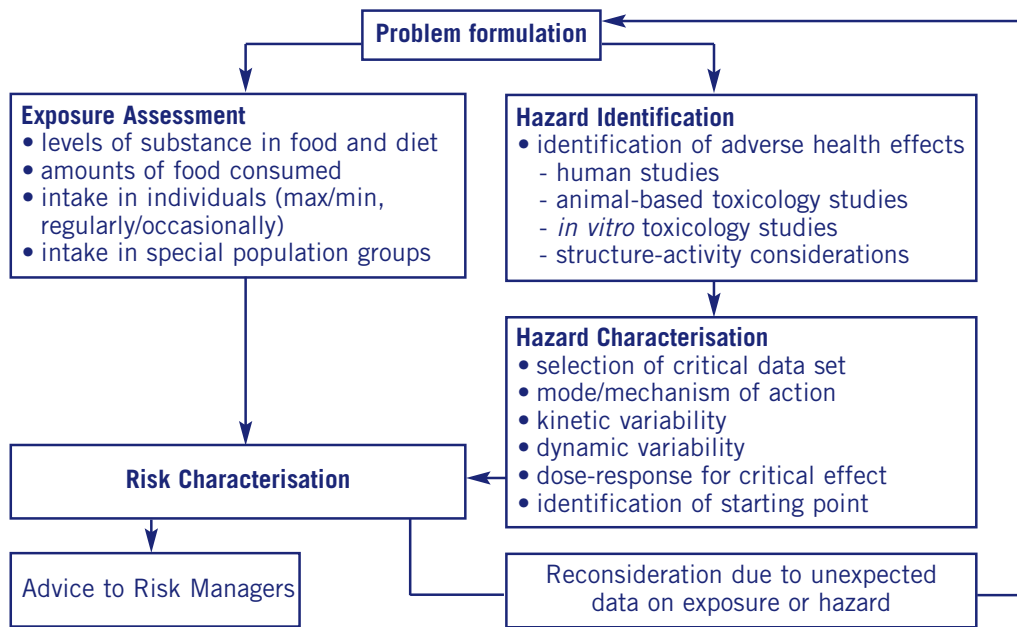 Problem formulation
Exposure Assessment
• levels of substance in food and diet
• amounts of food consumed
• intake in individuals (max/min,
regularly/occasionally)
• intake in special population groups
Hazard Identification
• identification of adverse health effects
- human studies
- animal-based toxicology studies
- in vitro toxicology studies
- structure-activity considerations
Hazard Characterisation
• selection of critical data set
• mode/mechanism of action
• kinetic variability
• dynamic variability
• dose-response for critical effect
• identification of starting point
Risk Characterisation
Advice to Risk Managers
Reconsideration due to unexpected
data on exposure or hazard